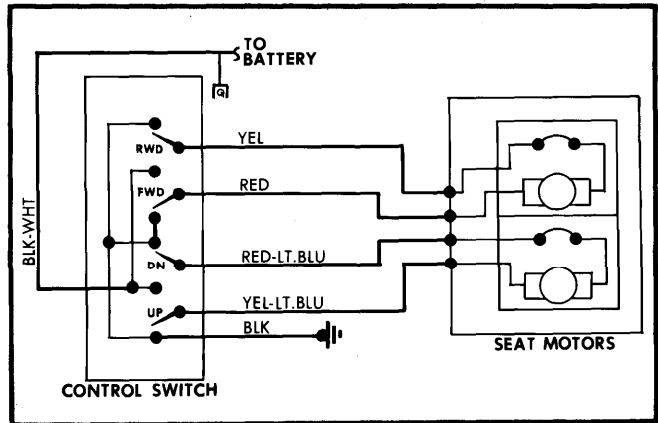 TO
BATTERY
G
RWD
YEL
FWD
RED
BLK-WHT
DN
RED-LT.BLU
UP
YEL-LT.BLU
BLK
SEAT MOTORS
CONTROL SWITCH